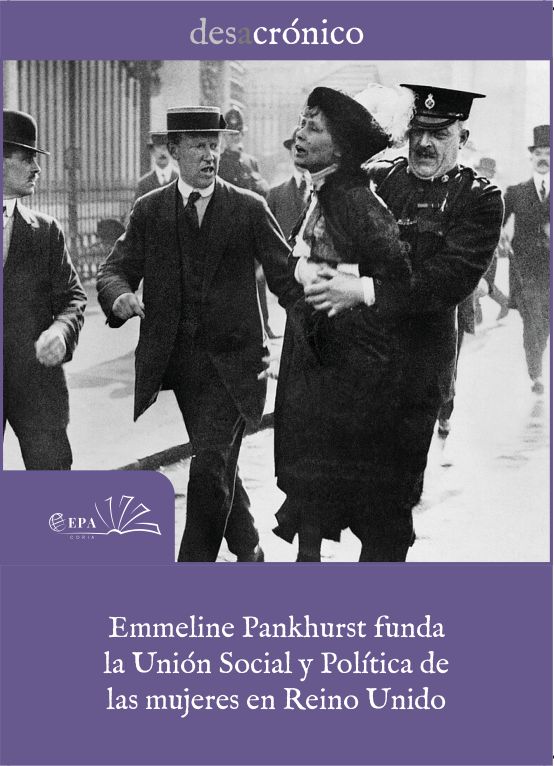 desacrónico
EPA
CORIA
Emmeline Pankhurst funda
la Unión Social y Política de
las mujeres en Reino Unido